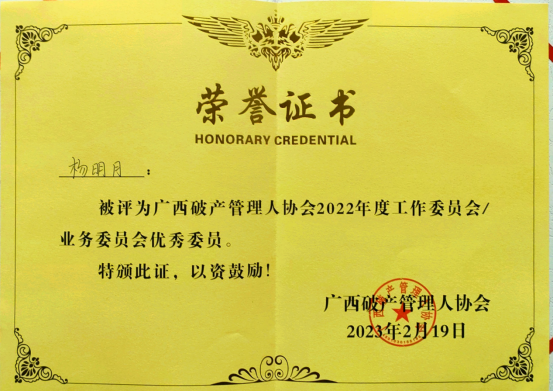 荣誉证书
HONORARY CREDENTIAL
杨明月：
被评为广西破产管理人协会2022年度工作委员会/
业务委员会优秀委员。
特颁此证，以资鼓励！
广西破产管理人协会
2023年2月19日